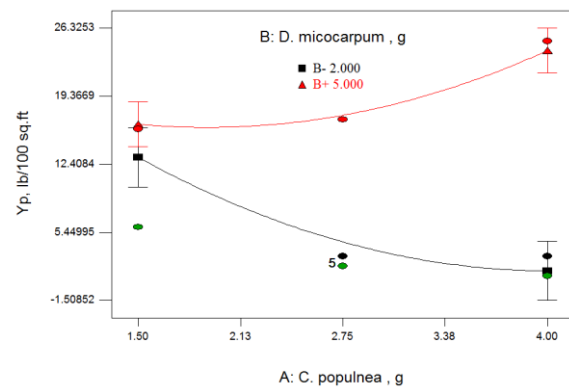 26.3253
B: D. micocarpum , g
B- 2.000
B+ 5.000
19.3669
Yp, lb/100 sq.ft
12.4084
5.44995
5
-1.50852
1.50 2.13 2.75 3.38 4.00
A: C. populnea , g